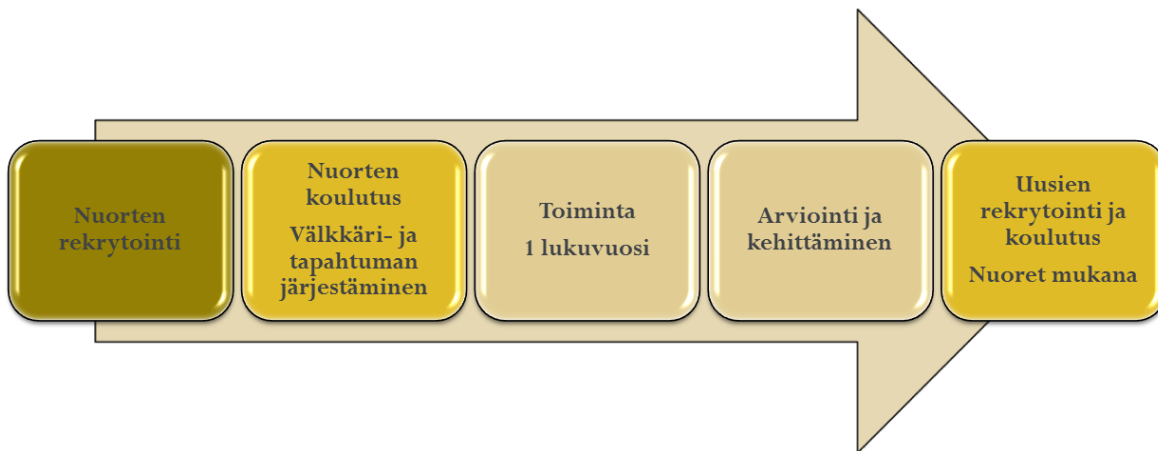 Nuorten
rekrytointi
Nuorten
koulutus
Välkkäri- ja
tapahtuman
järjestäminen
Toiminta
1 lukuvuosi
Arviointi ja
kehittäminen
Uusien
rekrytointi ja
koulutus
Nuoret mukana